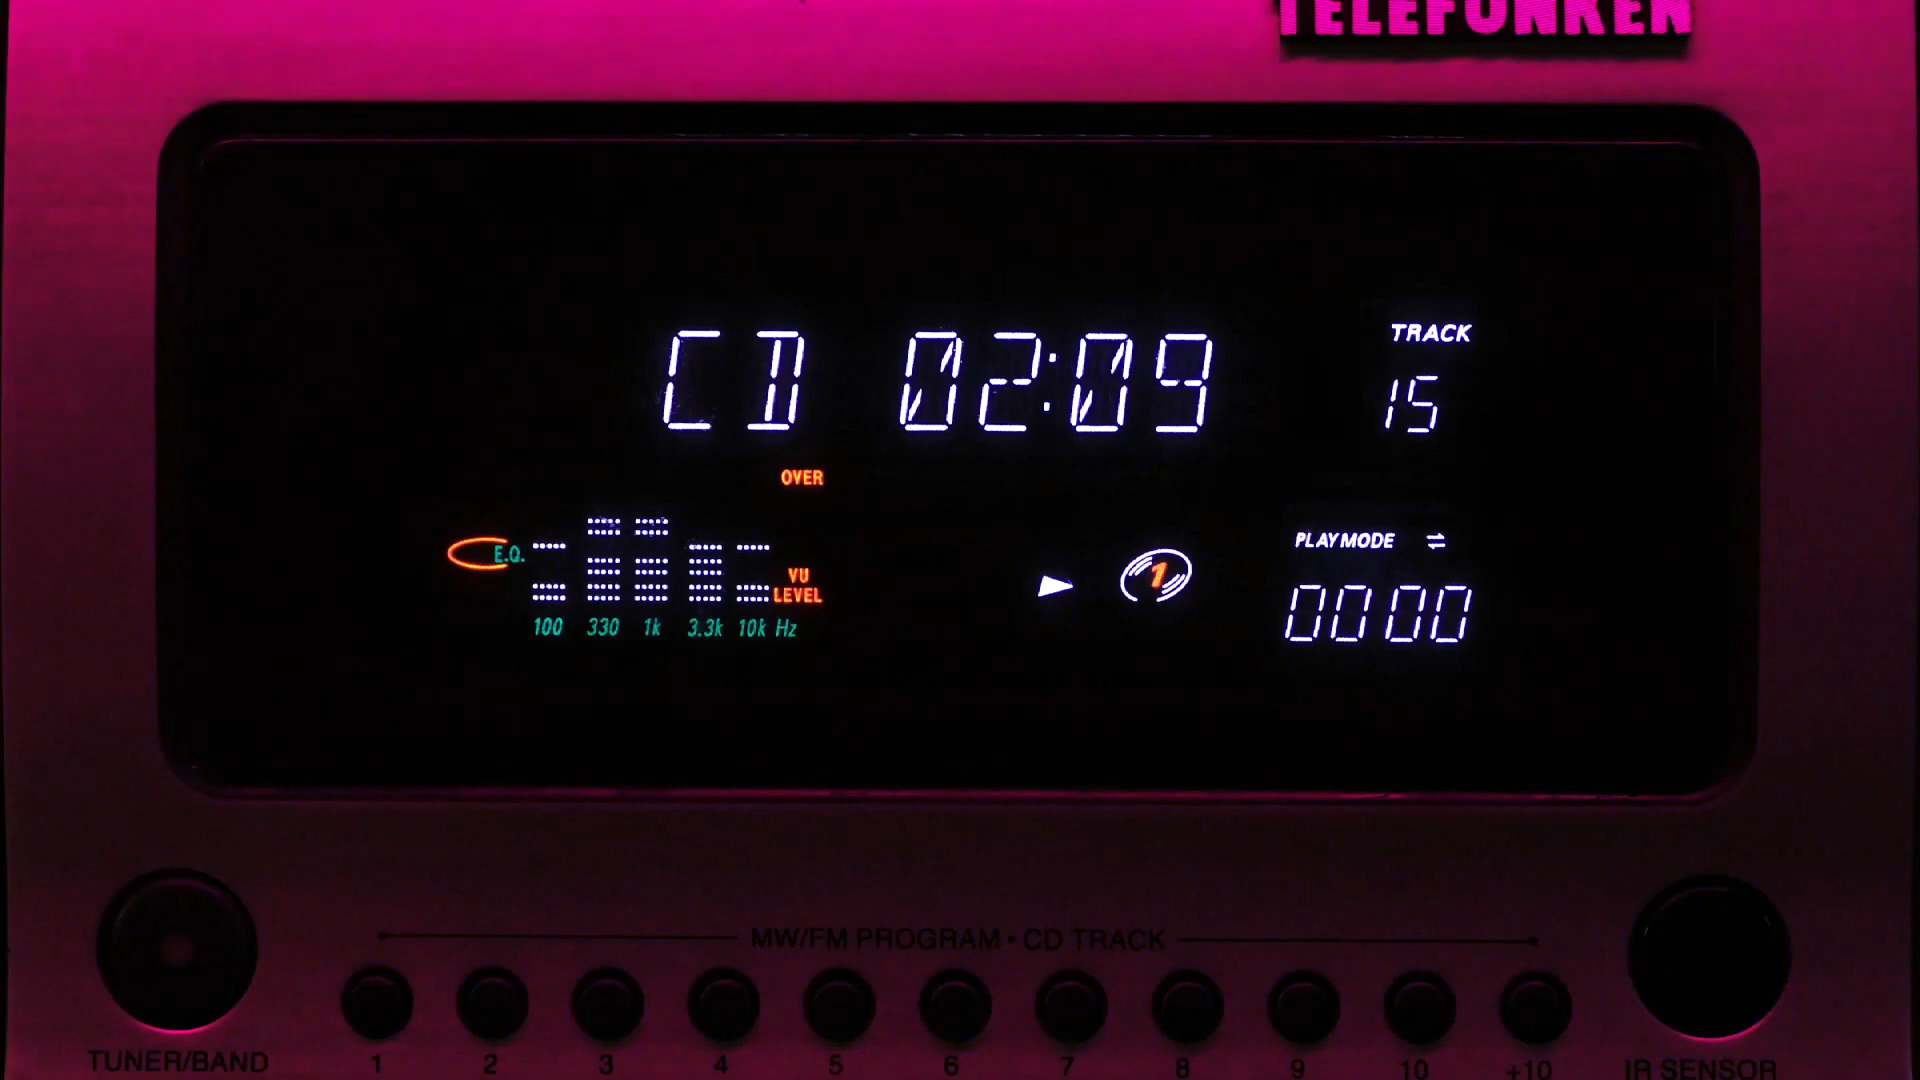 TELEFUNKEN
CD 02:09
TRACK
15
OVER
E.Q.
VU
LEVEL
100 330 1k 3.3k 10k Hz
1
PLAYMODE ⇌
0000
MW/FM PROGRAM • CD TRACK
TUNER/BAND 1 2 3 4 5 6 7 8 9 10 +10 IR SENSOR